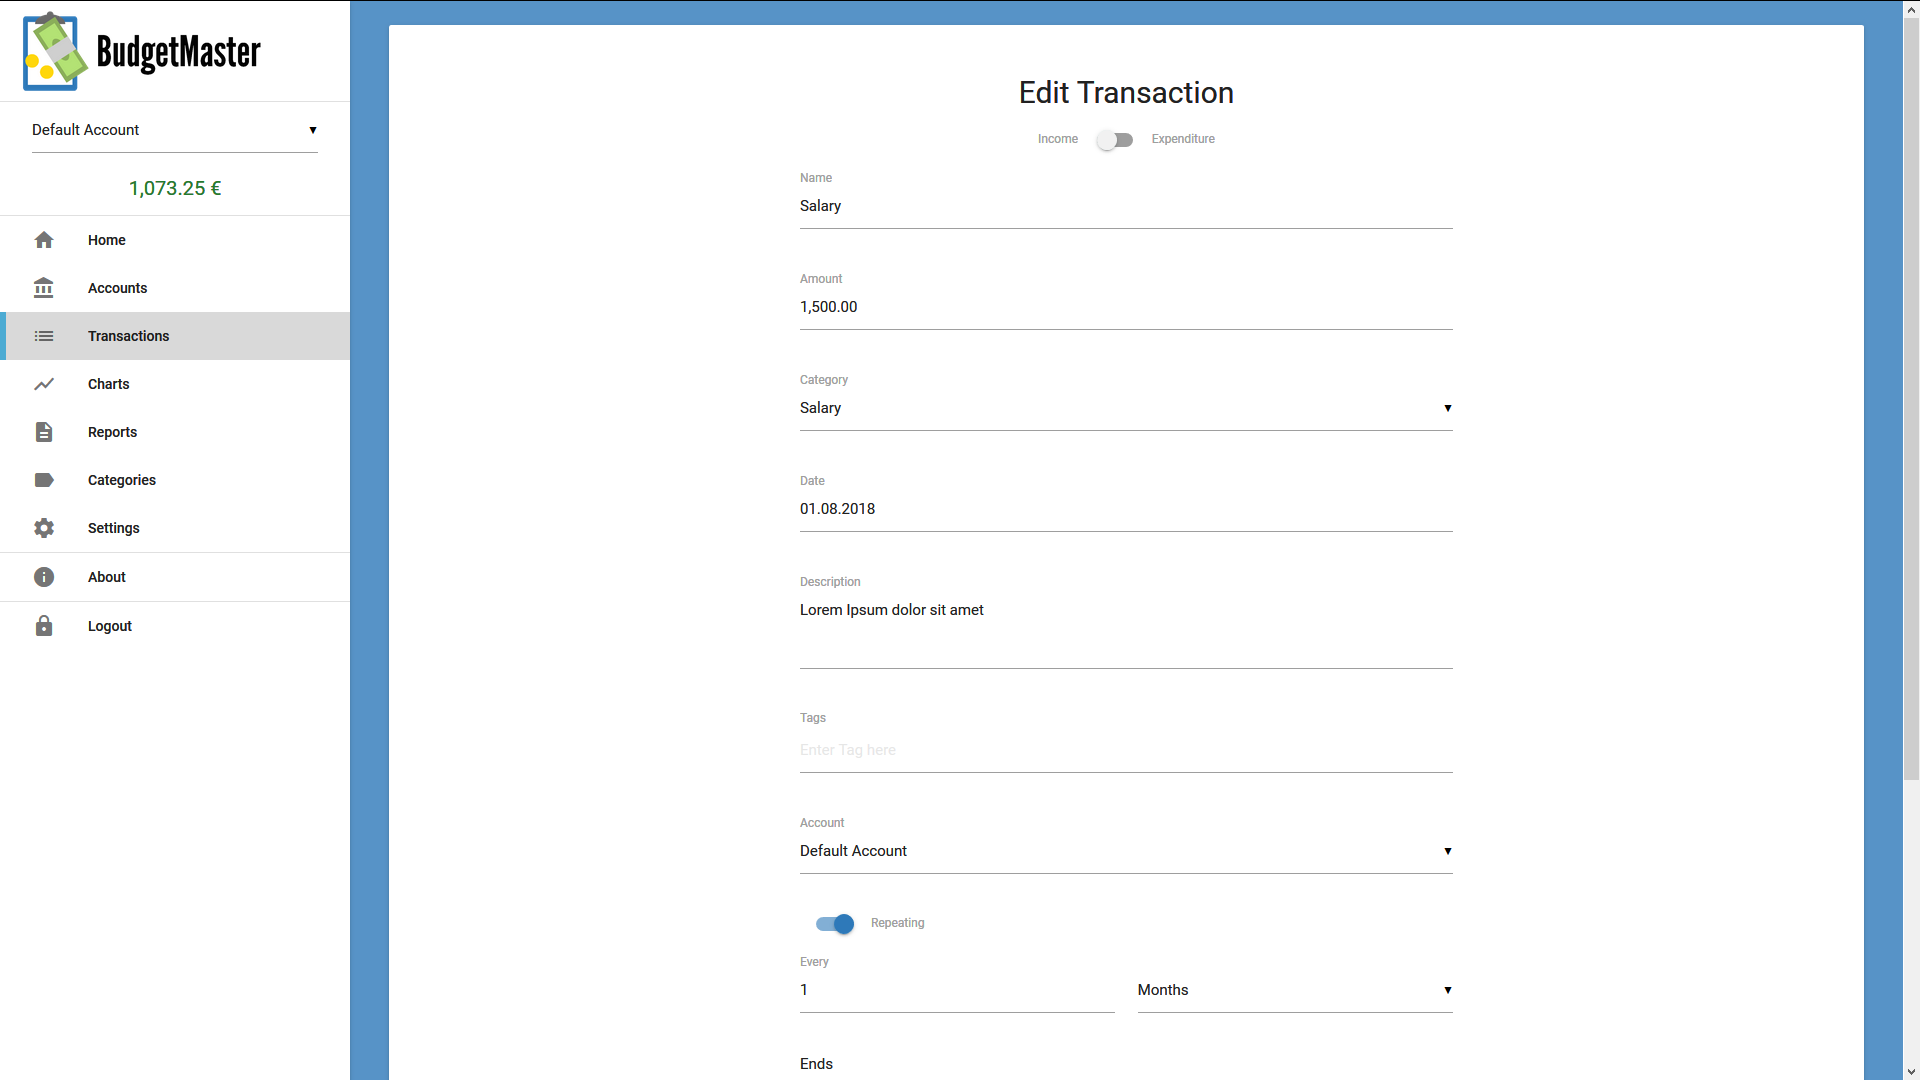 BudgetMaster
Default Account
1,073.25 €
Home
Accounts
Transactions
Charts
Reports
Categories
Settings
About
Logout
Edit Transaction
Income Expenditure
Name
Salary
Amount
1,500.00
Category
Salary
Date
01.08.2018
Description
Lorem Ipsum dolor sit amet
Tags
Enter Tag here
Account
Default Account
Repeating
Every
1 Months
Ends